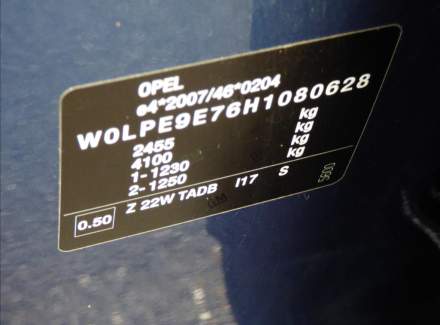 OPEL
e4*2007/46*0204
W0LPE9E76H1080628
2455 kg
4100 kg
1- 1230 kg
2- 1250 kg
0.50 Z 22W TADB I17 S
GM